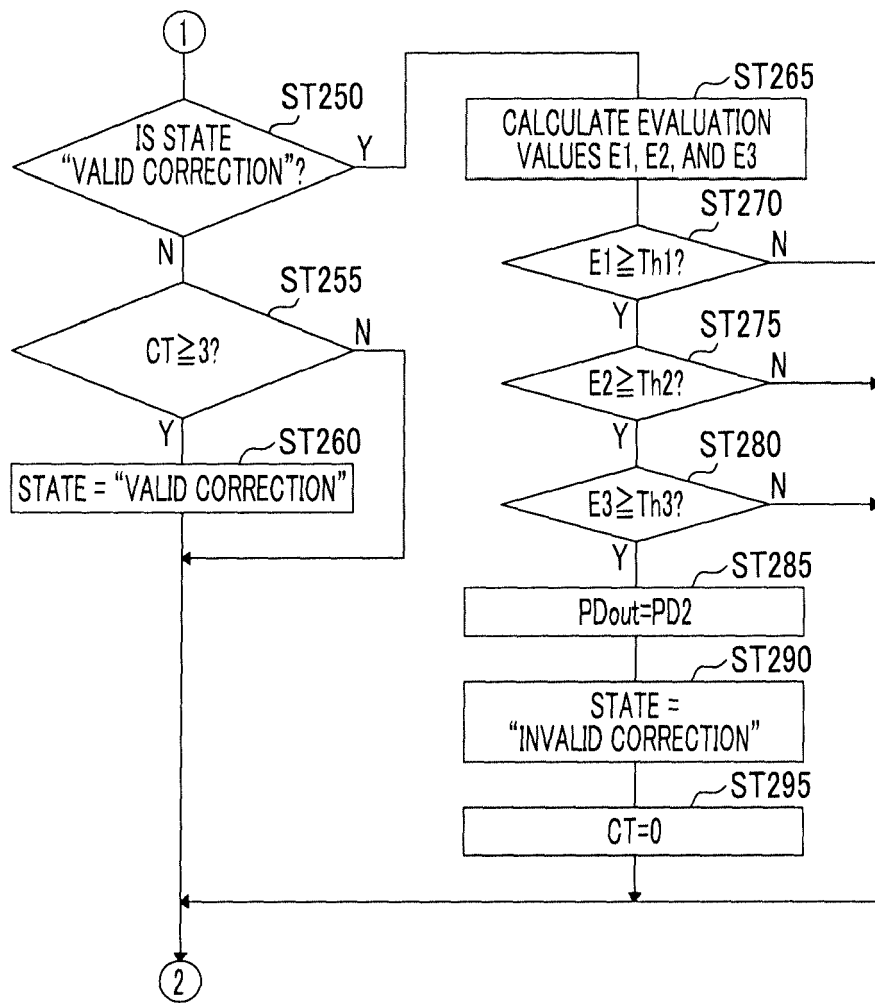 1
ST250
IS STATE
“VALID CORRECTION”?
Y
N
ST255
CT≧3?
N
Y
ST260
STATE = “VALID CORRECTION”
ST265
CALCULATE EVALUATION
VALUES E1, E2, AND E3
ST270
E1≧Th1?
N
Y
ST275
E2≧Th2?
N
Y
ST280
E3≧Th3?
N
Y
ST285
PDout=PD2
ST290
STATE =
“INVALID CORRECTION”
ST295
CT=0
2